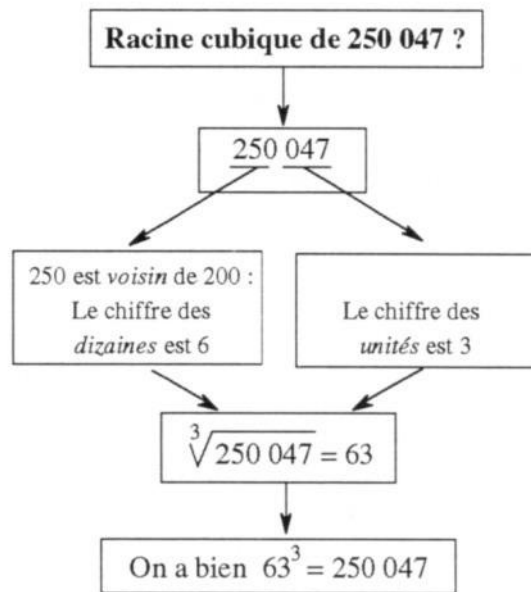 Racine cubique de 250 047 ?
250 047
250 est voisin de 200 :
Le chiffre des
dizaines est 6
Le chiffre des
unités est 3
∛250 047 = 63
On a bien 63³ = 250 047